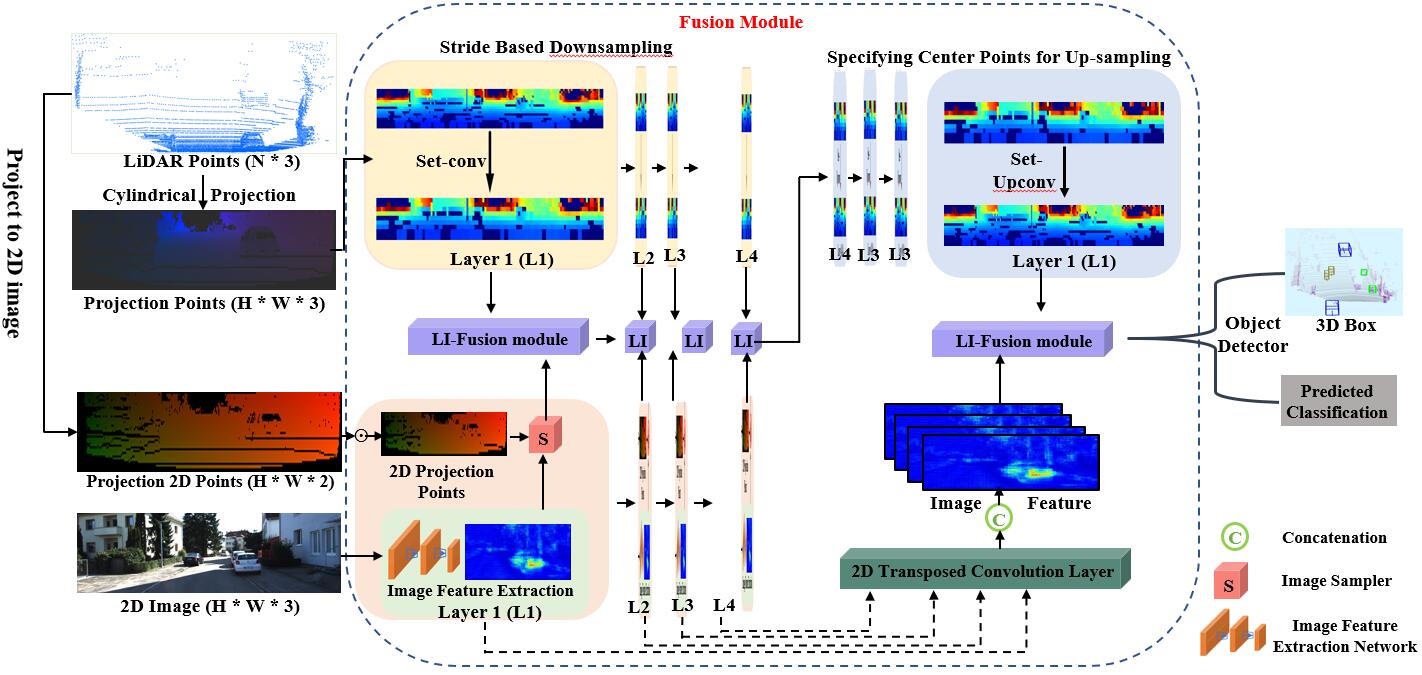 Fusion Module
Stride Based Downsampling
Specifying Center Points for Up-sampling
Project to 2D image
LiDAR Points (N * 3)
Cylindrical Projection
Projection Points (H * W * 3)
Set-conv
Layer 1 (L1)
L2 L3 L4
L4 L3 L3
Set-
Upconv
Layer 1 (L1)
LI-Fusion module
LI
LI
LI
LI-Fusion module
Object
Detector
3D Box
Predicted
Classification
Projection 2D Points (H * W *2)
2D Projection
Points
S
2D Image (H * W *3)
Image Feature Extraction
Layer 1 (L1)
L2 L3 L4
Image Feature
C
2D Transposed Convolution Layer
C Concatenation
S Image Sampler
Image Feature
Extraction Network